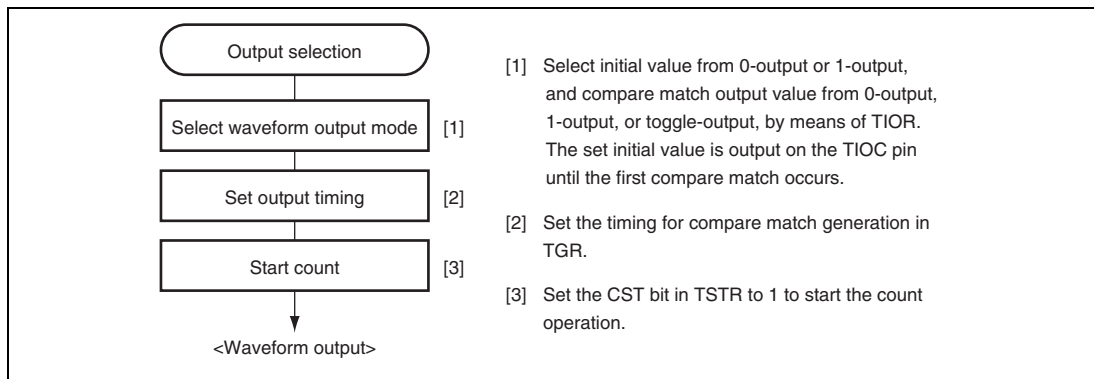 Output selection
Select waveform output mode [1]
Set output timing [2]
Start count [3]
<Waveform output>
[1] Select initial value from 0-output or 1-output,
and compare match output value from 0-output,
1-output, or toggle-output, by means of TIOR.
The set initial value is output on the TIOC pin
until the first compare match occurs.
[2] Set the timing for compare match generation in
TGR.
[3] Set the CST bit in TSTR to 1 to start the count
operation.